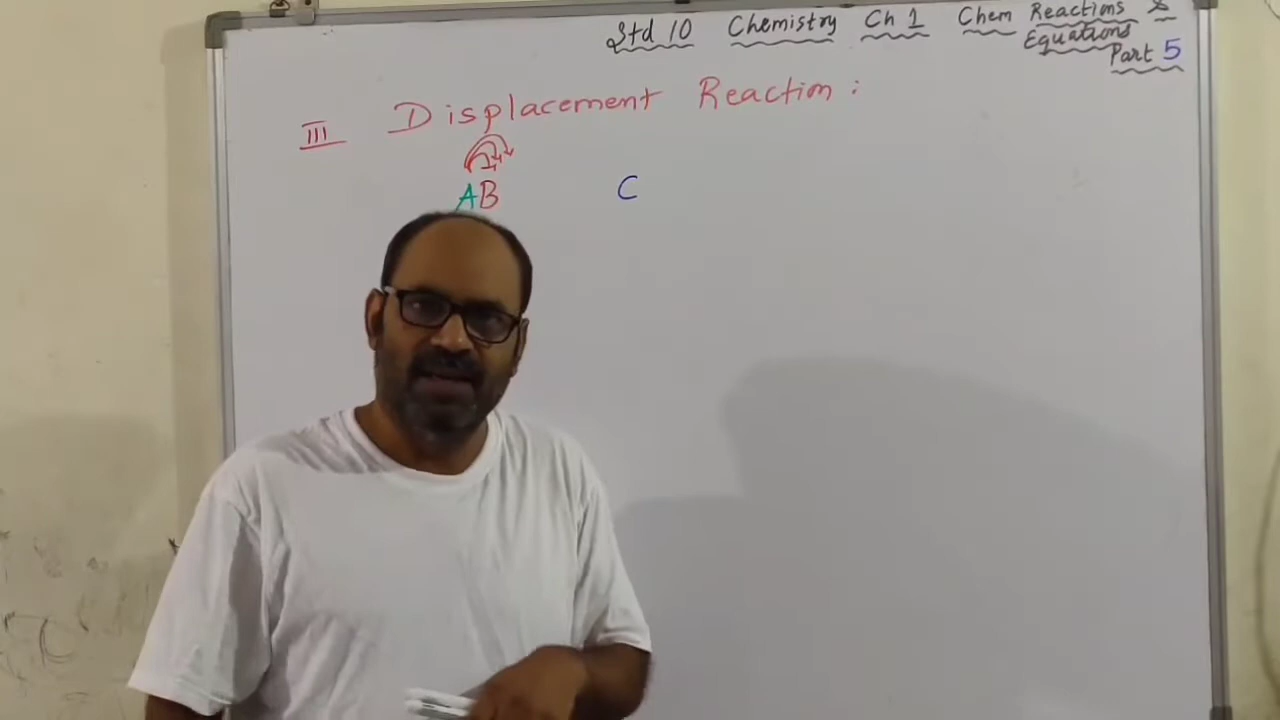 Std 10 Chemistry Ch 1 Chem Reactions &
Equations
Part 5
III Displacement Reaction :
AB C